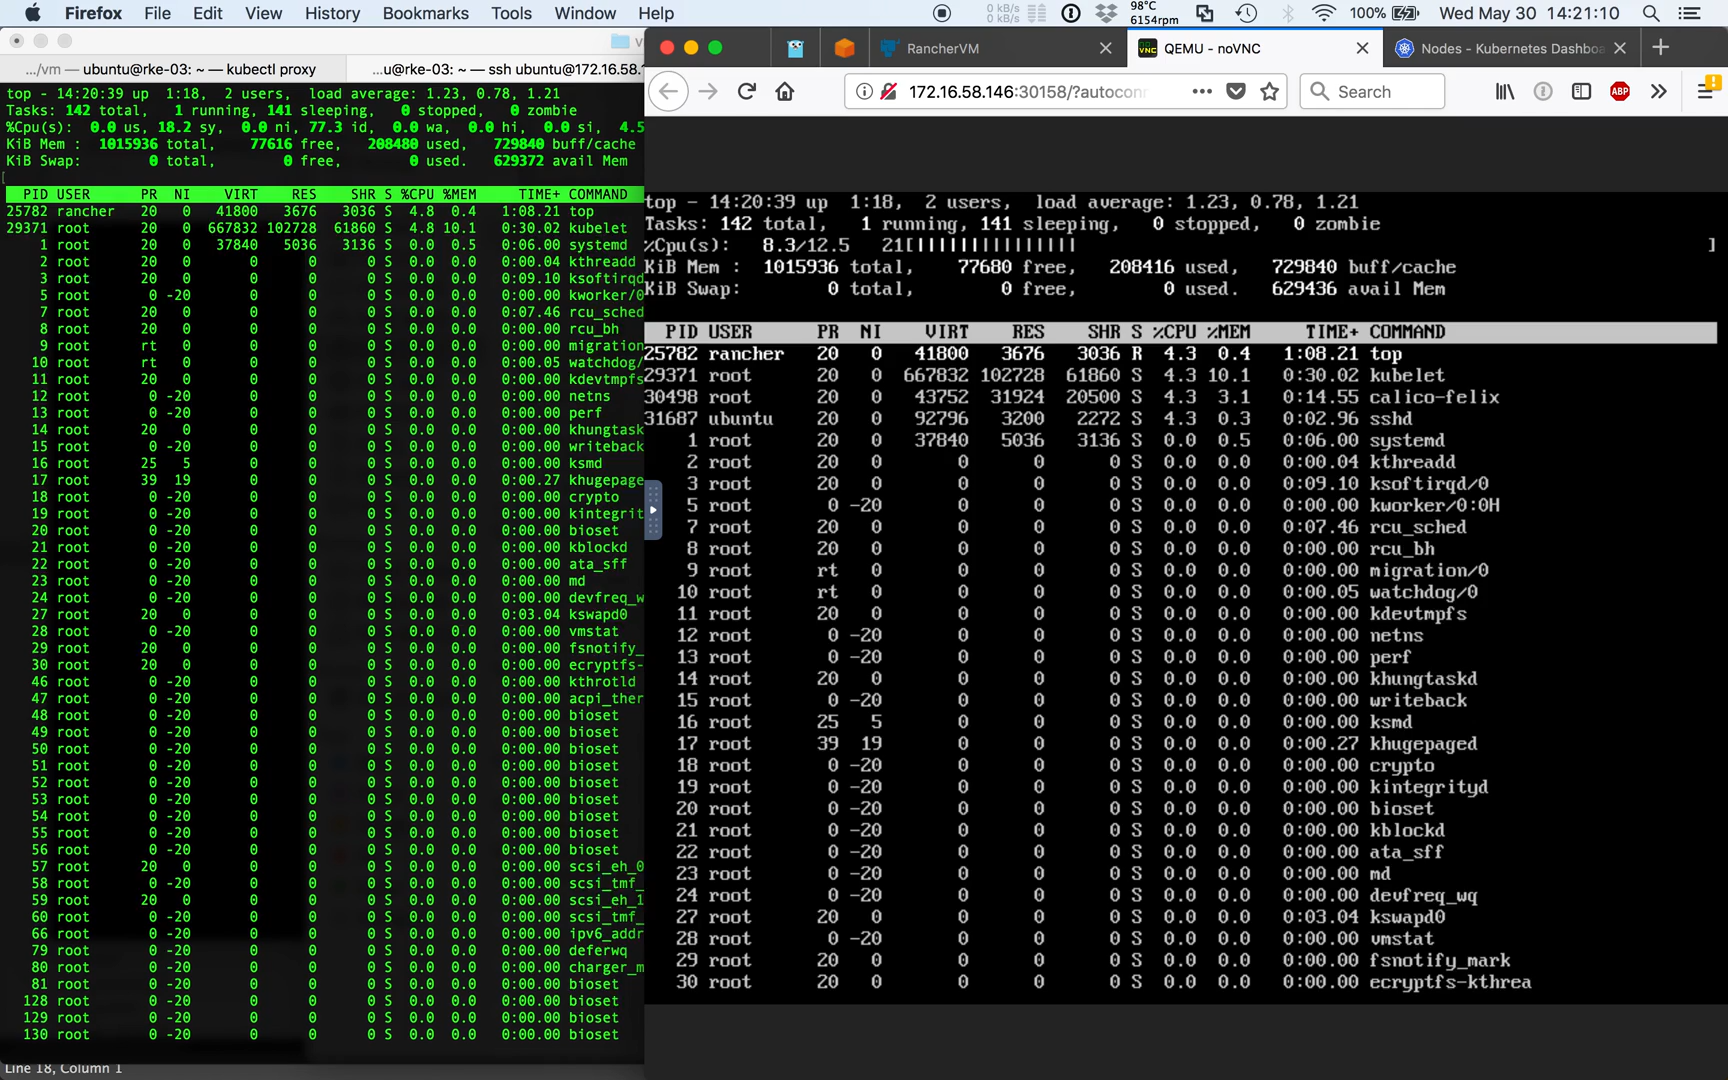 Firefox File Edit View History Bookmarks Tools Window Help 0 kB/s 0 kB/s 98°C 6154rpm 100% Wed May 30 14:21:10
v
.../vm — ubuntu@rke-03: ~ — kubectl proxy ...u@rke-03: ~ — ssh ubuntu@172.16.58.1
top - 14:20:39 up 1:18, 2 users, load average: 1.23, 0.78, 1.21
Tasks: 142 total, 1 running, 141 sleeping, 0 stopped, 0 zombie
%Cpu(s): 0.0 us, 18.2 sy, 0.0 ni, 77.3 id, 0.0 wa, 0.0 hi, 0.0 si, 4.5
KiB Mem : 1015936 total, 77616 free, 208480 used, 729840 buff/cache
KiB Swap: 0 total, 0 free, 0 used. 629372 avail Mem
PID USER PR NI VIRT RES SHR S %CPU %MEM TIME+ COMMAND
25782 rancher 20 0 41800 3676 3036 S 4.8 0.4 1:08.21 top
29371 root 20 0 667832 102728 61860 S 4.8 10.1 0:30.02 kubelet
1 root 20 0 37840 5036 3136 S 0.0 0.5 0:06.00 systemd
2 root 20 0 0 0 0 S 0.0 0.0 0:00.04 kthreadd
3 root 20 0 0 0 0 S 0.0 0.0 0:09.10 ksoftirqd
5 root 0 -20 0 0 0 S 0.0 0.0 0:00.00 kworker/0
7 root 20 0 0 0 0 S 0.0 0.0 0:07.46 rcu_sched
8 root 20 0 0 0 0 S 0.0 0.0 0:00.00 rcu_bh
9 root rt 0 0 0 0 S 0.0 0.0 0:00.00 migration
10 root rt 0 0 0 0 S 0.0 0.0 0:00.05 watchdog/
11 root 20 0 0 0 0 S 0.0 0.0 0:00.00 kdevtmpfs
12 root 0 -20 0 0 0 S 0.0 0.0 0:00.00 netns
13 root 0 -20 0 0 0 S 0.0 0.0 0:00.00 perf
14 root 20 0 0 0 0 S 0.0 0.0 0:00.00 khungtask
15 root 0 -20 0 0 0 S 0.0 0.0 0:00.00 writeback
16 root 25 5 0 0 0 S 0.0 0.0 0:00.00 ksmd
17 root 39 19 0 0 0 S 0.0 0.0 0:00.27 khugepage
18 root 0 -20 0 0 0 S 0.0 0.0 0:00.00 crypto
19 root 0 -20 0 0 0 S 0.0 0.0 0:00.00 kintegrit
20 root 0 -20 0 0 0 S 0.0 0.0 0:00.00 bioset
21 root 0 -20 0 0 0 S 0.0 0.0 0:00.00 kblockd
22 root 0 -20 0 0 0 S 0.0 0.0 0:00.00 ata_sff
23 root 0 -20 0 0 0 S 0.0 0.0 0:00.00 md
24 root 0 -20 0 0 0 S 0.0 0.0 0:00.00 devfreq_w
27 root 20 0 0 0 0 S 0.0 0.0 0:03.04 kswapd0
28 root 0 -20 0 0 0 S 0.0 0.0 0:00.00 vmstat
29 root 20 0 0 0 0 S 0.0 0.0 0:00.00 fsnotify_
30 root 20 0 0 0 0 S 0.0 0.0 0:00.00 ecryptfs-
46 root 0 -20 0 0 0 S 0.0 0.0 0:00.00 kthrotld
47 root 0 -20 0 0 0 S 0.0 0.0 0:00.00 acpi_ther
48 root 0 -20 0 0 0 S 0.0 0.0 0:00.00 bioset
49 root 0 -20 0 0 0 S 0.0 0.0 0:00.00 bioset
50 root 0 -20 0 0 0 S 0.0 0.0 0:00.00 bioset
51 root 0 -20 0 0 0 S 0.0 0.0 0:00.00 bioset
52 root 0 -20 0 0 0 S 0.0 0.0 0:00.00 bioset
53 root 0 -20 0 0 0 S 0.0 0.0 0:00.00 bioset
54 root 0 -20 0 0 0 S 0.0 0.0 0:00.00 bioset
55 root 0 -20 0 0 0 S 0.0 0.0 0:00.00 bioset
56 root 0 -20 0 0 0 S 0.0 0.0 0:00.00 bioset
57 root 20 0 0 0 0 S 0.0 0.0 0:00.00 scsi_eh_0
58 root 0 -20 0 0 0 S 0.0 0.0 0:00.00 scsi_tmf_
59 root 20 0 0 0 0 S 0.0 0.0 0:00.00 scsi_eh_1
60 root 0 -20 0 0 0 S 0.0 0.0 0:00.00 scsi_tmf_
66 root 0 -20 0 0 0 S 0.0 0.0 0:00.00 ipv6_addr
79 root 0 -20 0 0 0 S 0.0 0.0 0:00.00 deferwq
80 root 0 -20 0 0 0 S 0.0 0.0 0:00.00 charger_m
81 root 0 -20 0 0 0 S 0.0 0.0 0:00.00 bioset
128 root 0 -20 0 0 0 S 0.0 0.0 0:00.00 bioset
129 root 0 -20 0 0 0 S 0.0 0.0 0:00.00 bioset
130 root 0 -20 0 0 0 S 0.0 0.0 0:00.00 bioset
Line 18, Column 1
RancherVM QEMU - noVNC Nodes - Kubernetes Dashboa
172.16.58.146:30158/?autoconn Search ABP
top - 14:20:39 up 1:18, 2 users, load average: 1.23, 0.78, 1.21
Tasks: 142 total, 1 running, 141 sleeping, 0 stopped, 0 zombie
%Cpu(s): 8.3/12.5 21[||||||||||||||| ]
KiB Mem : 1015936 total, 77680 free, 208416 used, 729840 buff/cache
KiB Swap: 0 total, 0 free, 0 used. 629436 avail Mem
PID USER PR NI VIRT RES SHR S %CPU %MEM TIME+ COMMAND
25782 rancher 20 0 41800 3676 3036 R 4.3 0.4 1:08.21 top
29371 root 20 0 667832 102728 61860 S 4.3 10.1 0:30.02 kubelet
30498 root 20 0 43752 31924 20500 S 4.3 3.1 0:14.55 calico-felix
31687 ubuntu 20 0 92796 3200 2272 S 4.3 0.3 0:02.96 sshd
1 root 20 0 37840 5036 3136 S 0.0 0.5 0:06.00 systemd
2 root 20 0 0 0 0 S 0.0 0.0 0:00.04 kthreadd
3 root 20 0 0 0 0 S 0.0 0.0 0:09.10 ksoftirqd/0
5 root 0 -20 0 0 0 S 0.0 0.0 0:00.00 kworker/0:0H
7 root 20 0 0 0 0 S 0.0 0.0 0:07.46 rcu_sched
8 root 20 0 0 0 0 S 0.0 0.0 0:00.00 rcu_bh
9 root rt 0 0 0 0 S 0.0 0.0 0:00.00 migration/0
10 root rt 0 0 0 0 S 0.0 0.0 0:00.05 watchdog/0
11 root 20 0 0 0 0 S 0.0 0.0 0:00.00 kdevtmpfs
12 root 0 -20 0 0 0 S 0.0 0.0 0:00.00 netns
13 root 0 -20 0 0 0 S 0.0 0.0 0:00.00 perf
14 root 20 0 0 0 0 S 0.0 0.0 0:00.00 khungtaskd
15 root 0 -20 0 0 0 S 0.0 0.0 0:00.00 writeback
16 root 25 5 0 0 0 S 0.0 0.0 0:00.00 ksmd
17 root 39 19 0 0 0 S 0.0 0.0 0:00.27 khugepaged
18 root 0 -20 0 0 0 S 0.0 0.0 0:00.00 crypto
19 root 0 -20 0 0 0 S 0.0 0.0 0:00.00 kintegrityd
20 root 0 -20 0 0 0 S 0.0 0.0 0:00.00 bioset
21 root 0 -20 0 0 0 S 0.0 0.0 0:00.00 kblockd
22 root 0 -20 0 0 0 S 0.0 0.0 0:00.00 ata_sff
23 root 0 -20 0 0 0 S 0.0 0.0 0:00.00 md
24 root 0 -20 0 0 0 S 0.0 0.0 0:00.00 devfreq_wq
27 root 20 0 0 0 0 S 0.0 0.0 0:03.04 kswapd0
28 root 0 -20 0 0 0 S 0.0 0.0 0:00.00 vmstat
29 root 20 0 0 0 0 S 0.0 0.0 0:00.00 fsnotify_mark
30 root 20 0 0 0 0 S 0.0 0.0 0:00.00 ecryptfs-kthrea